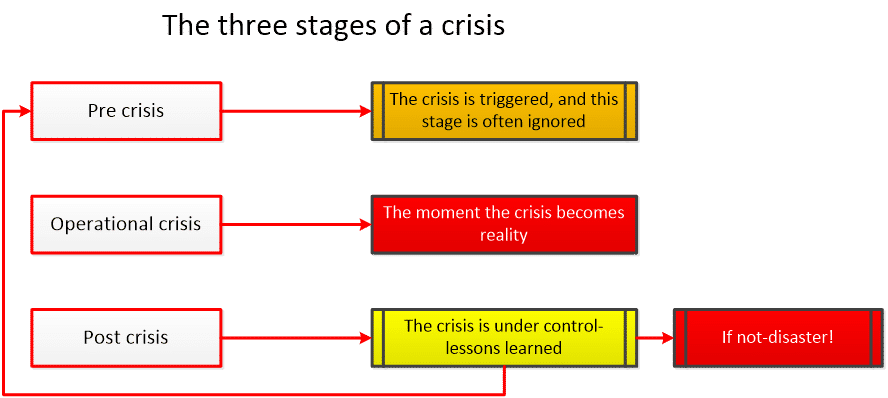 The three stages of a crisis
Pre crisis
The crisis is triggered, and this
stage is often ignored
Operational crisis
The moment the crisis becomes
reality
Post crisis
The crisis is under control-
lessons learned
If not-disaster!